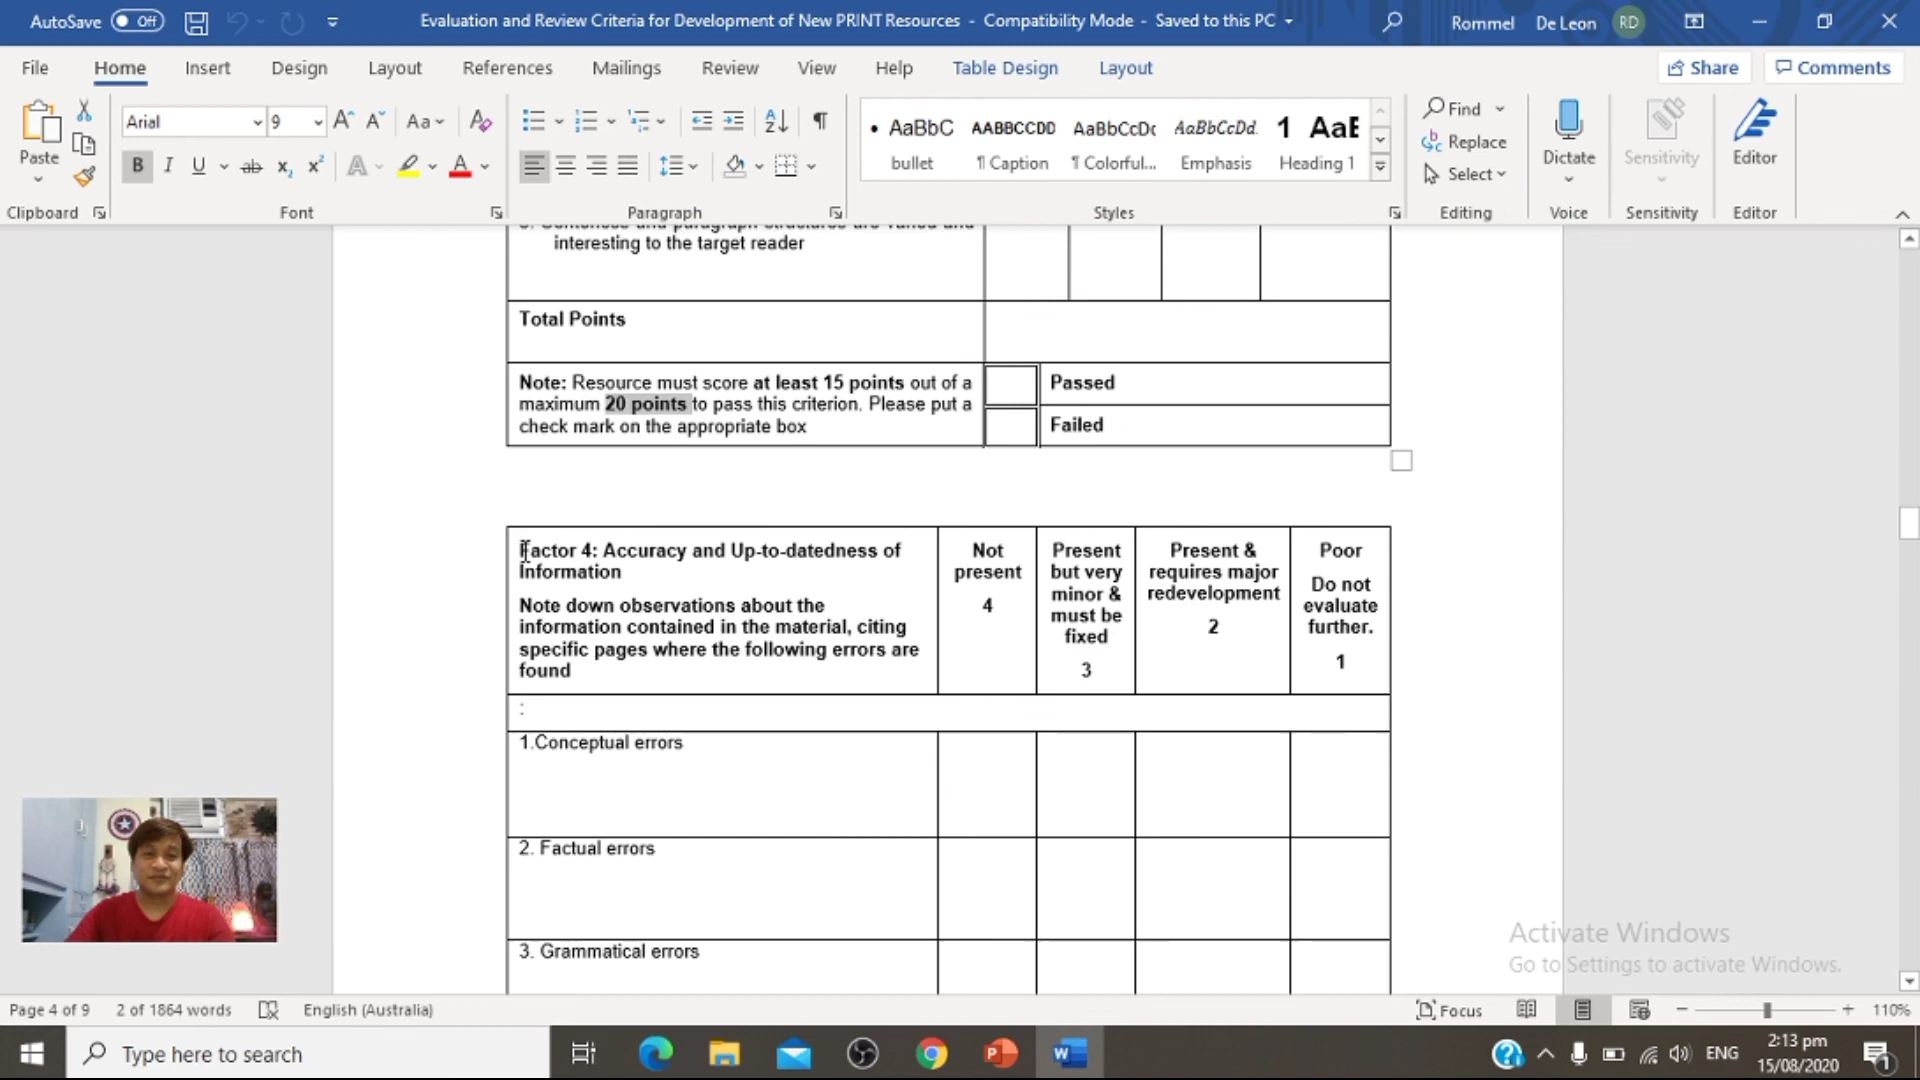 AutoSave Off Evaluation and Review Criteria for Development of New PRINT Resources - Compatibility Mode - Saved to this PC Rommel De Leon RD
File Home Insert Design Layout References Mailings Review View Help Table Design Layout Share Comments
Paste
Clipboard
Arial 9
Font
Paragraph
AaBbC AABBCCDD AaBbCcDc AaBbCcDd. 1 AaE
bullet ¶ Caption ¶ Colorful... Emphasis Heading 1
Styles
Find
Replace
Select
Editing
Dictate
Voice
Sensitivity
Sensitivity
Editor
Editor
interesting to the target reader
Total Points
Note: Resource must score at least 15 points out of a
maximum 20 points to pass this criterion. Please put a
check mark on the appropriate box
Passed
Failed
Factor 4: Accuracy and Up-to-datedness of
Information
Note down observations about the
information contained in the material, citing
specific pages where the following errors are
found
Not
present
4
Present
but very
minor &
must be
fixed
3
Present &
requires major
redevelopment
2
Poor
Do not
evaluate
further.
1
:
1.Conceptual errors
2. Factual errors
3. Grammatical errors
Activate Windows
Go to Settings to activate Windows.
Page 4 of 9 2 of 1864 words English (Australia) Focus 110%
Type here to search
ENG
2:13 pm
15/08/2020
1